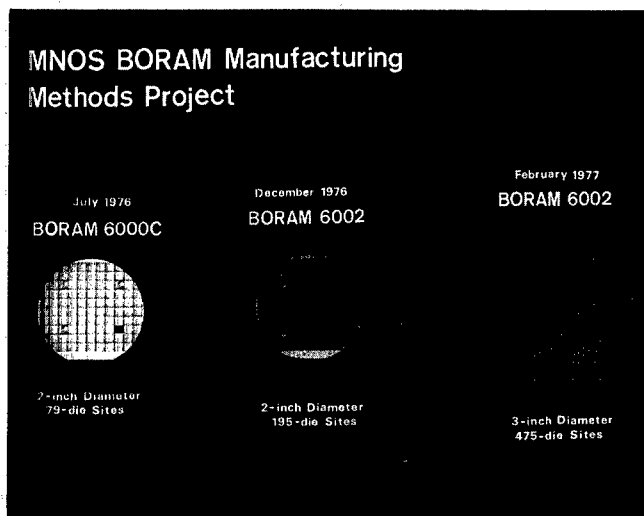 MNOS BORAM Manufacturing
Methods Project
July 1976
BORAM 6000C
2-inch Diameter
79-die Sites
December 1976
BORAM 6002
2-inch Diameter
195-die Sites
February 1977
BORAM 6002
3-inch Diameter
475-die Sites